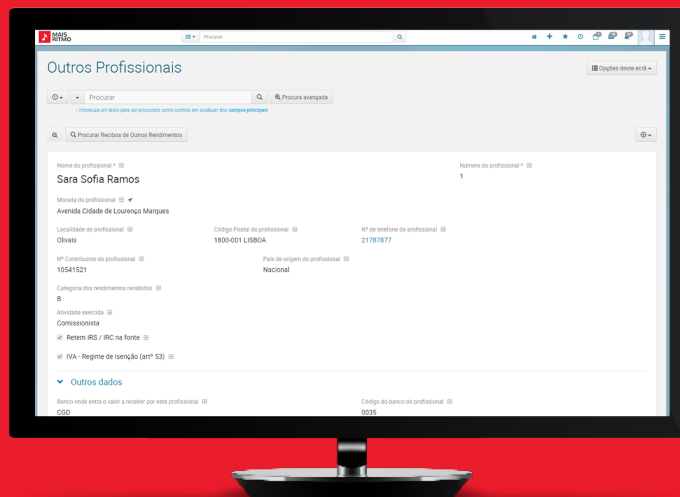 MAIS
RITMO
Procurar...
Outros Profissionais
Opções deste ecrã
Procurar
Procura avançada
Introduza um texto para ser procurado como contido em qualquer dos campos principais
Procurar Recibos de Outros Rendimentos
Nome do profissional *
Número do profissional *
Sara Sofia Ramos
1
Morada do profissional
Avenida Cidade de Lourenço Marques
Localidade do profissional
Código Postal do profissional
Nº de telefone do profissional
Olivais
1800-001 LISBOA
21787877
Nº Contribuinte do profissional
País de origem do profissional
10541521
Nacional
Categoria dos rendimentos recebidos
B
Atividade exercida
Comissionista
Retem IRS / IRC na fonte
IVA - Regime de isenção (artº 53)
Outros dados
Banco onde entra o valor a receber por este profissional
Código do banco do profissional
CGD
0035